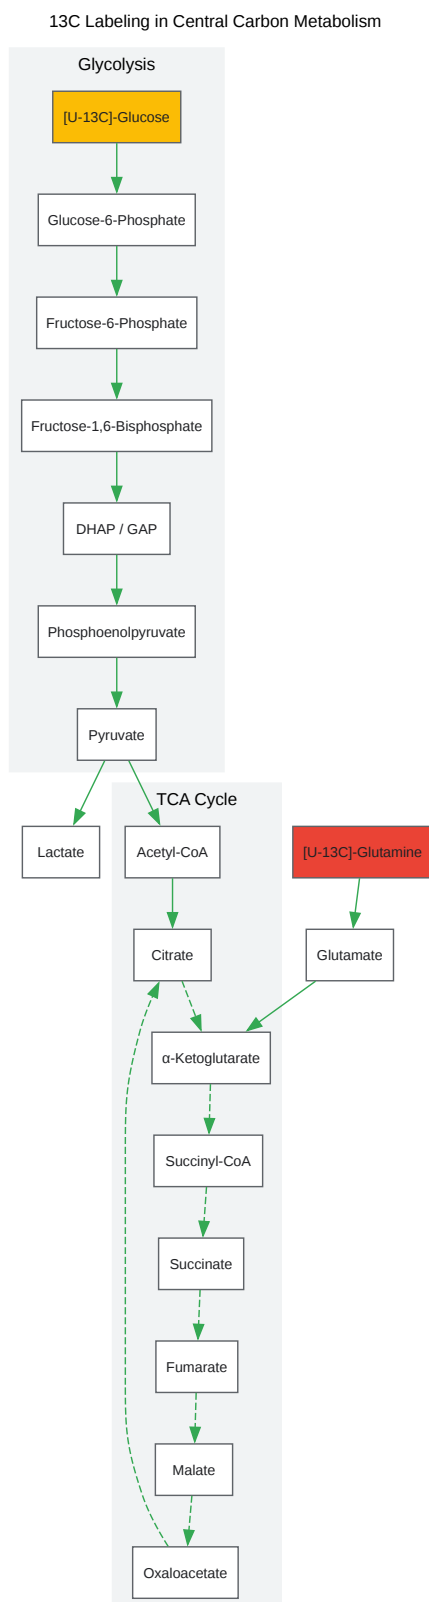 13C Labeling in Central Carbon Metabolism
Glycolysis
[U-13C]-Glucose
Glucose-6-Phosphate
Fructose-6-Phosphate
Fructose-1,6-Bisphosphate
DHAP / GAP
Phosphoenolpyruvate
Pyruvate
TCA Cycle
Lactate
Acetyl-CoA
[U-13C]-Glutamine
Citrate
Glutamate
α-Ketoglutarate
Succinyl-CoA
Succinate
Fumarate
Malate
Oxaloacetate